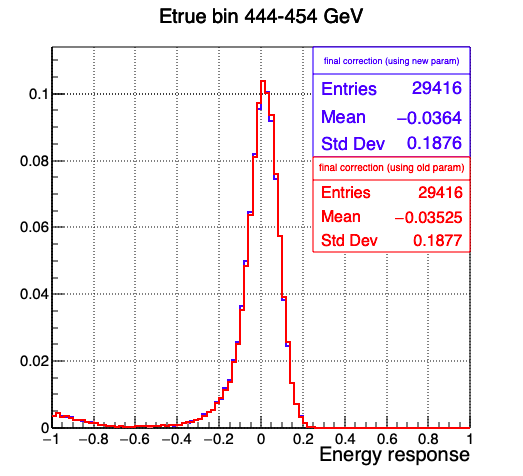 Etrue bin 444-454 GeV
final correction (using new param)
Entries 29416
Mean −0.0364
Std Dev 0.1876
final correction (using old param)
Entries 29416
Mean −0.03525
Std Dev 0.1877
0.1
0.08
0.06
0.04
0.02
0
−1 −0.8 −0.6 −0.4 −0.2 0 0.2 0.4 0.6 0.8 1
Energy response